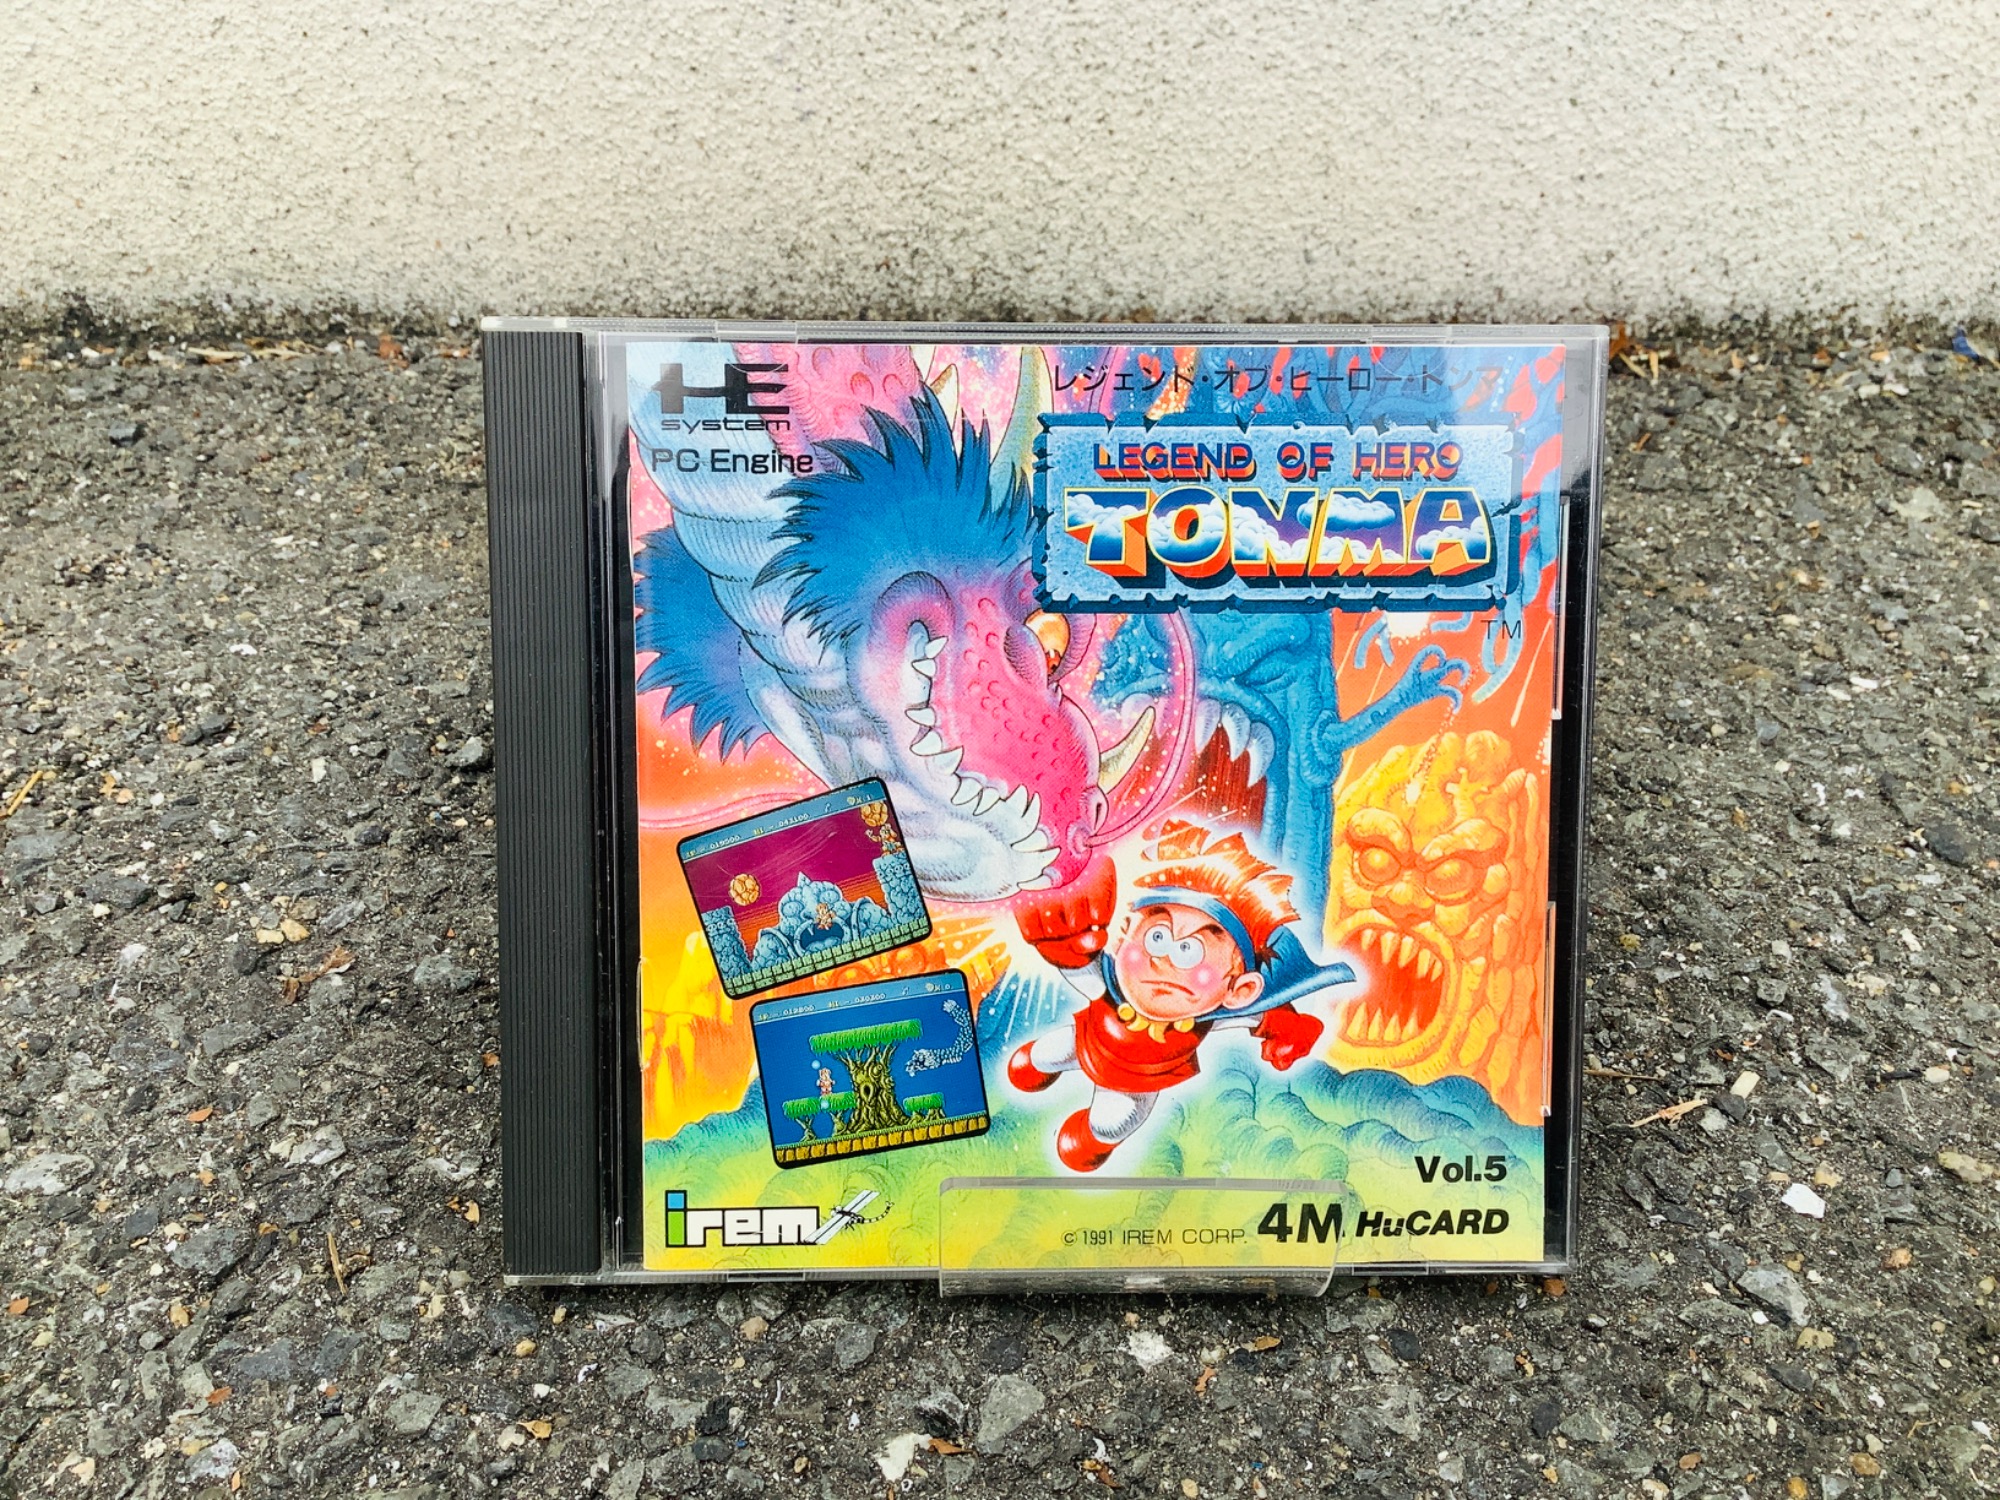 HE
system
PC Engine
レジェンド・オブ・ヒーロー・トンマ
LEGEND OF HERO
TONMA
TM
Vol.5
irem
© 1991 IREM CORP. 4M HuCARD